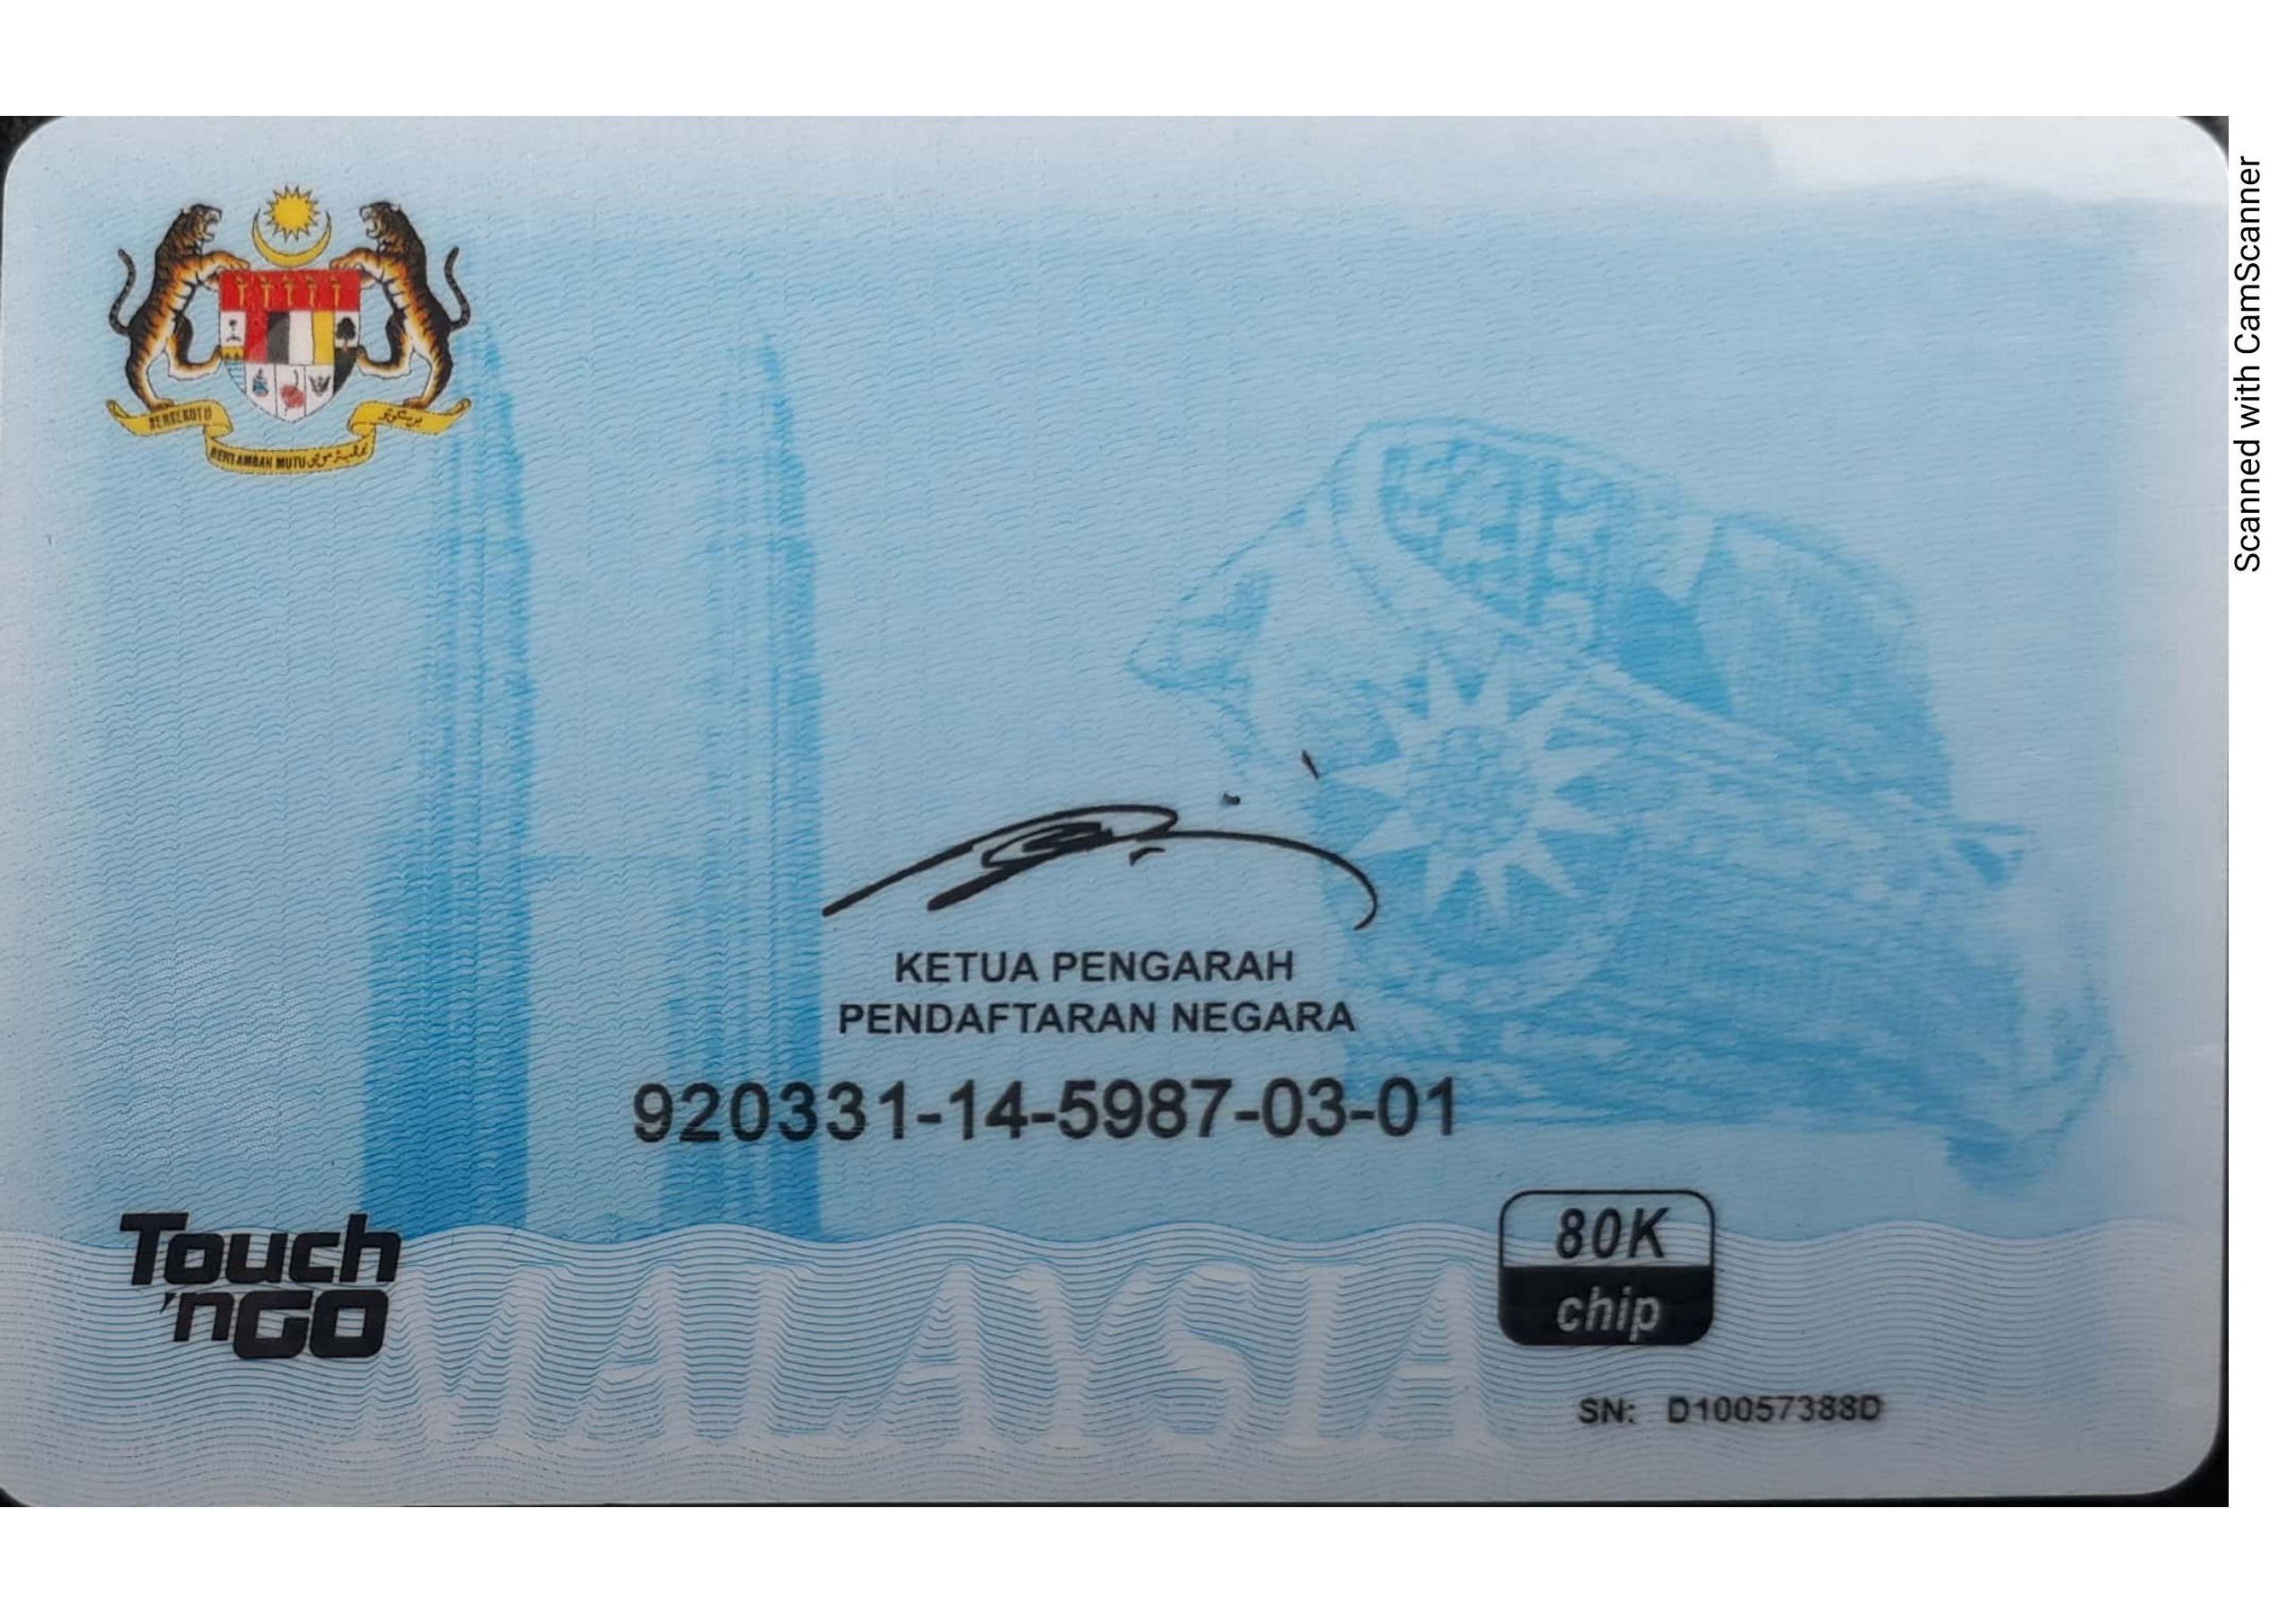 BERSEKUTU
BERTAMBAH MUTU
KETUA PENGARAH
PENDAFTARAN NEGARA
920331-14-5987-03-01
Touch
'nGO
80K
chip
MALAYSIA
SN: D10057388D
Scanned with CamScanner